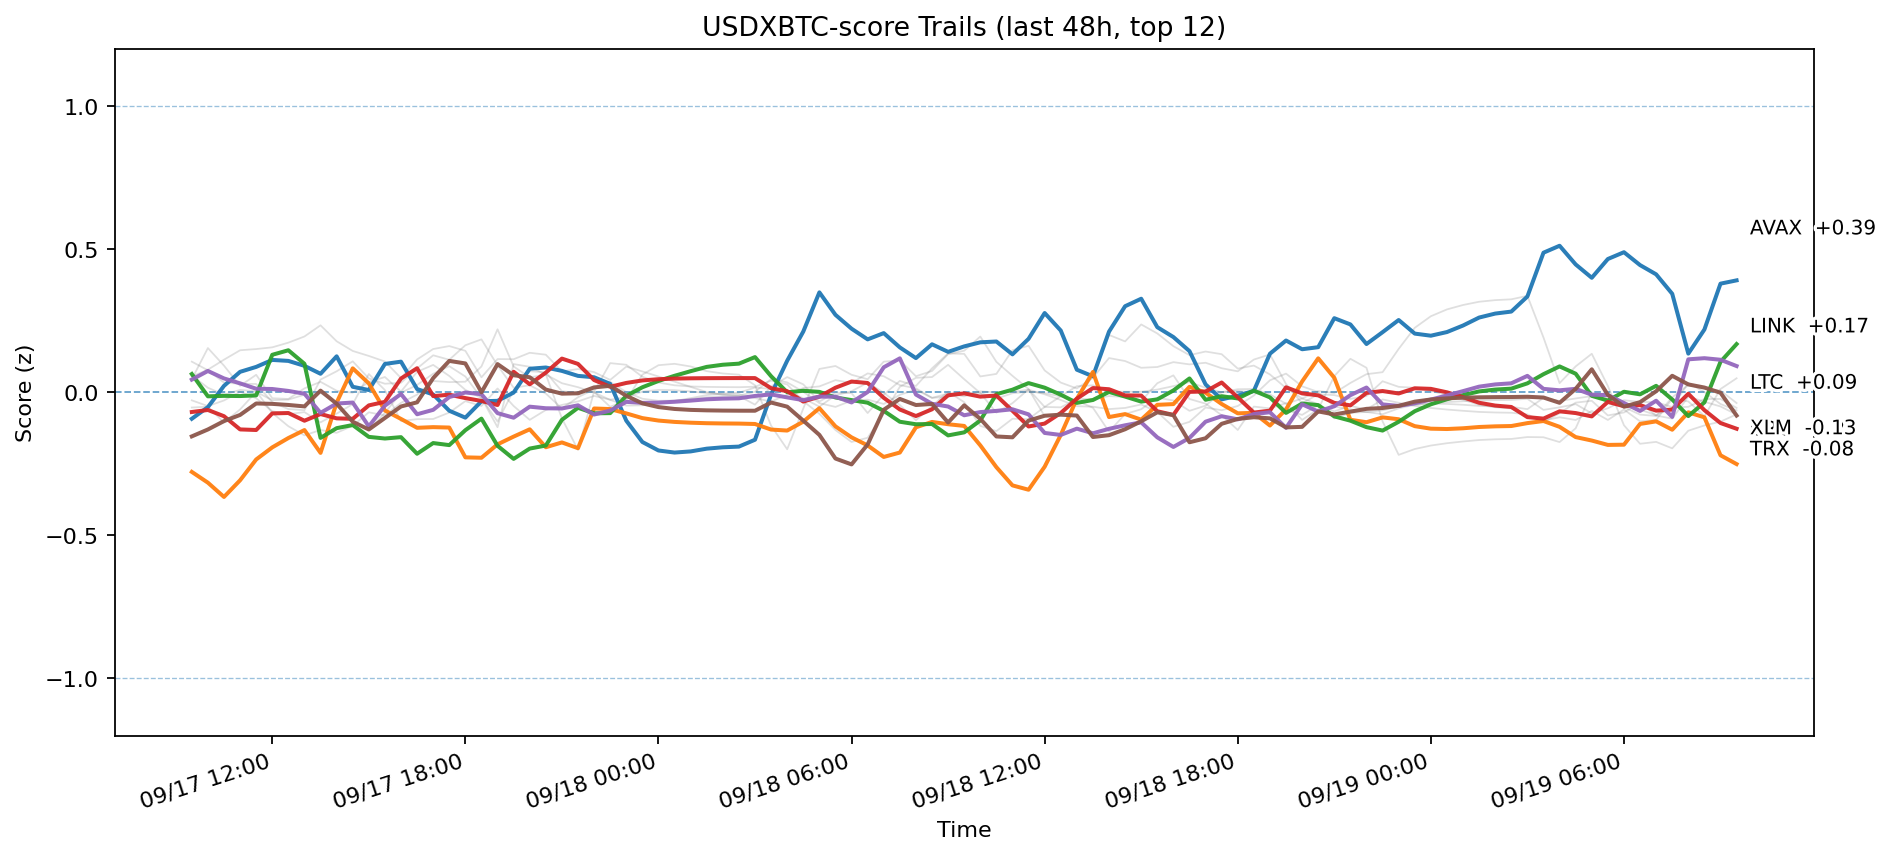 USDXBTC-score Trails (last 48h, top 12)
Score (z)
1.0
0.5
0.0
−0.5
−1.0
AVAX +0.39
LINK +0.17
LTC +0.09
XLM -0.13
TRX -0.08
09/17 12:00
09/17 18:00
09/18 00:00
09/18 06:00
09/18 12:00
09/18 18:00
09/19 00:00
09/19 06:00
Time